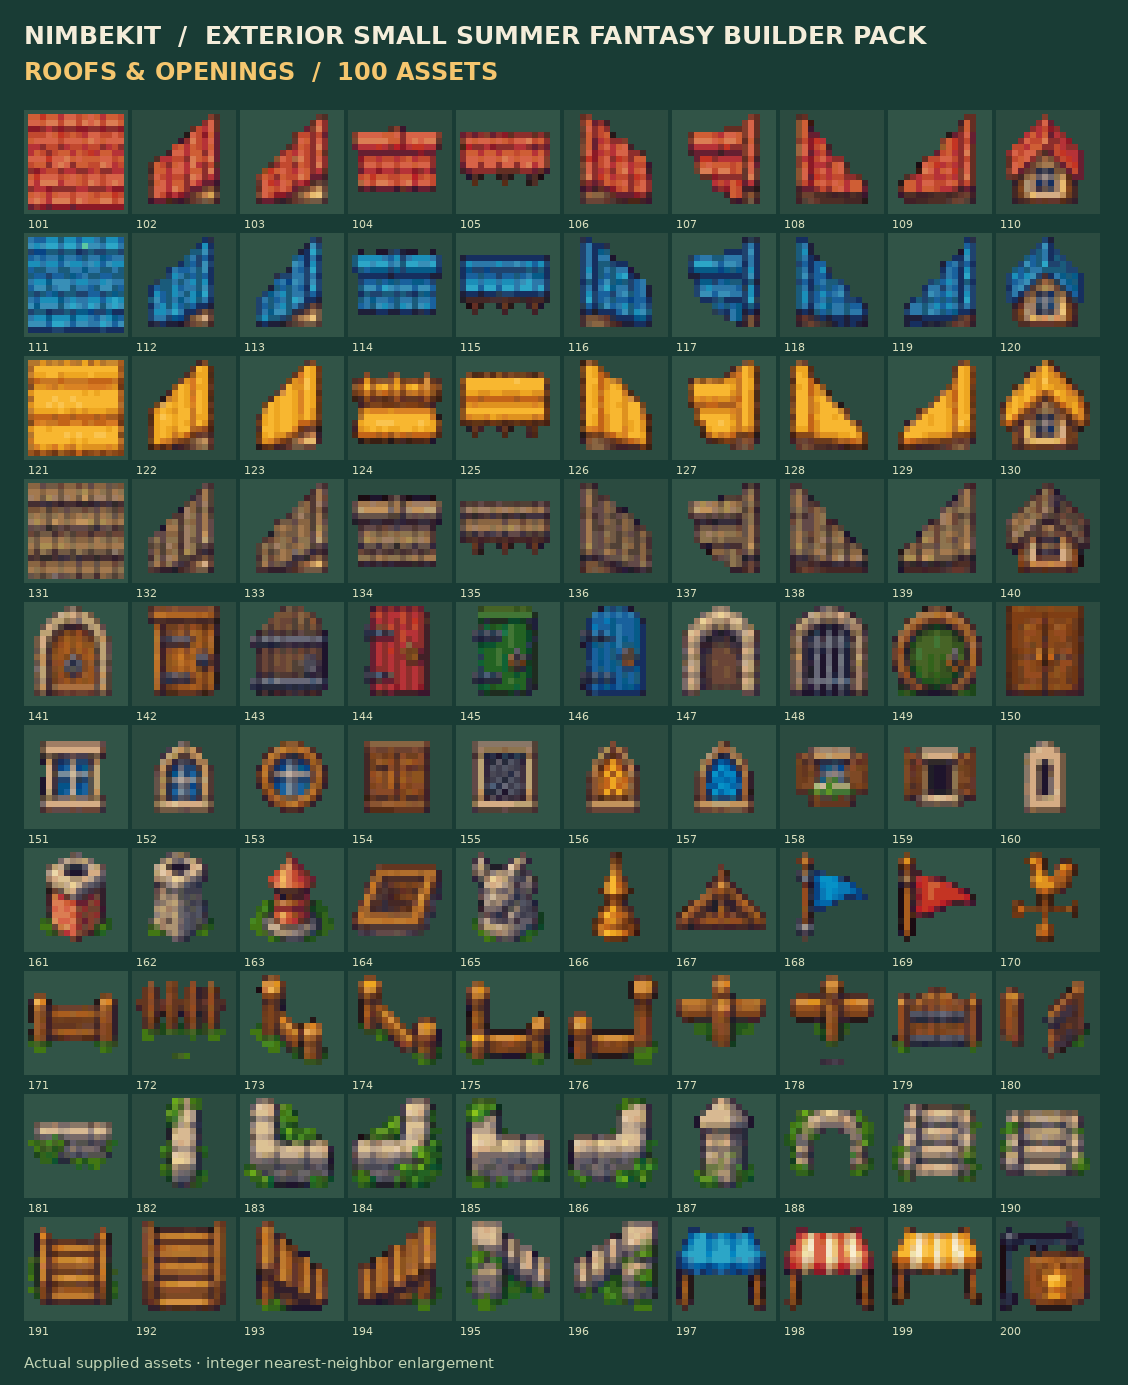 NIMBEKIT / EXTERIOR SMALL SUMMER FANTASY BUILDER PACK
ROOFS & OPENINGS / 100 ASSETS
101 102 103 104 105 106 107 108 109 110
111 112 113 114 115 116 117 118 119 120
121 122 123 124 125 126 127 128 129 130
131 132 133 134 135 136 137 138 139 140
141 142 143 144 145 146 147 148 149 150
151 152 153 154 155 156 157 158 159 160
161 162 163 164 165 166 167 168 169 170
171 172 173 174 175 176 177 178 179 180
181 182 183 184 185 186 187 188 189 190
191 192 193 194 195 196 197 198 199 200
Actual supplied assets · integer nearest-neighbor enlargement